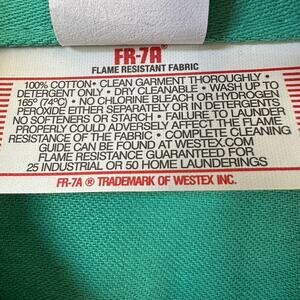 FR-7A®
FLAME RESISTANT FABRIC
100% COTTON • CLEAN GARMENT THOROUGHLY •
DETERGENT ONLY • DRY CLEANABLE • WASH UP TO
165° (74°C) • NO CHLORINE BLEACH OR HYDROGEN
PEROXIDE EITHER SEPARATELY OR IN DETERGENTS
NO SOFTENERS OR STARCH • FAILURE TO LAUNDER
PROPERLY COULD ADVERSELY AFFECT THE FLAME
RESISTANCE OF THE FABRIC • COMPLETE CLEANING
GUIDE CAN BE FOUND AT WESTEX.COM
FLAME RESISTANCE GUARANTEED FOR
25 INDUSTRIAL OR 50 HOME LAUNDERINGS
FR-7A ® TRADEMARK OF WESTEX INC.